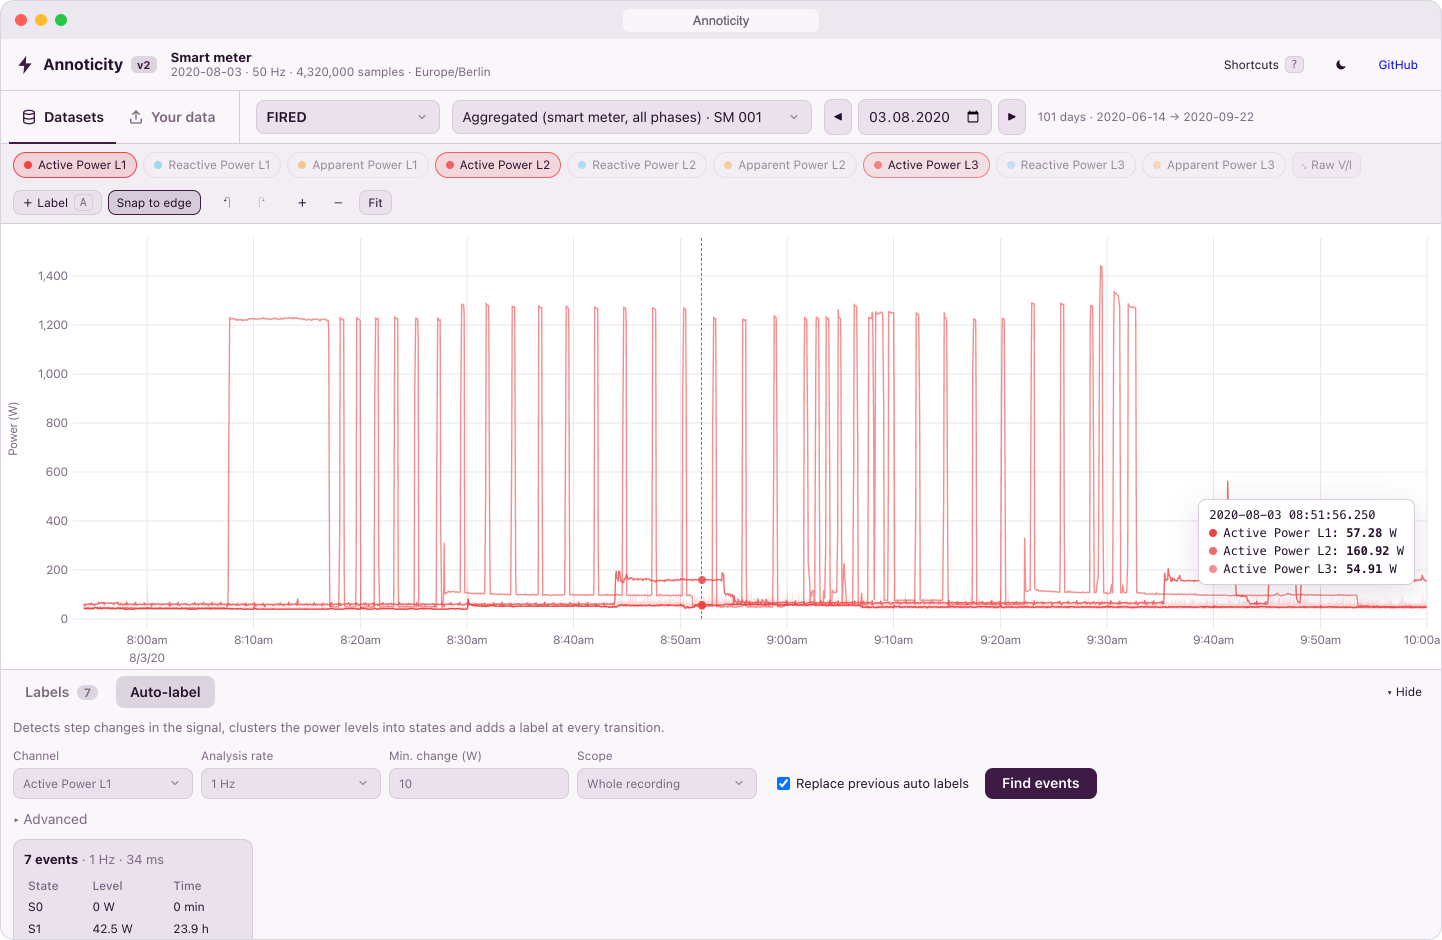 Annoticity
Annoticity v2
Smart meter
2020-08-03 · 50 Hz · 4,320,000 samples · Europe/Berlin
Shortcuts ?
GitHub
Datasets
Your data
FIRED
Aggregated (smart meter, all phases) · SM 001
03.08.2020
101 days · 2020-06-14 → 2020-09-22
Active Power L1
Reactive Power L1
Apparent Power L1
Active Power L2
Reactive Power L2
Apparent Power L2
Active Power L3
Reactive Power L3
Apparent Power L3
Raw V/I
+ Label A
Snap to edge
+
−
Fit
Power (W)
1,400
1,200
1,000
800
600
400
200
0
8:00am
8/3/20
8:10am
8:20am
8:30am
8:40am
8:50am
9:00am
9:10am
9:20am
9:30am
9:40am
9:50am
10:00a
2020-08-03 08:51:56.250
Active Power L1: 57.28 W
Active Power L2: 160.92 W
Active Power L3: 54.91 W
Labels 7
Auto-label
Hide
Detects step changes in the signal, clusters the power levels into states and adds a label at every transition.
Channel
Analysis rate
Min. change (W)
Scope
Active Power L1
1 Hz
10
Whole recording
Replace previous auto labels
Find events
Advanced
7 events · 1 Hz · 34 ms
State Level Time
S0 0 W 0 min
S1 42.5 W 23.9 h